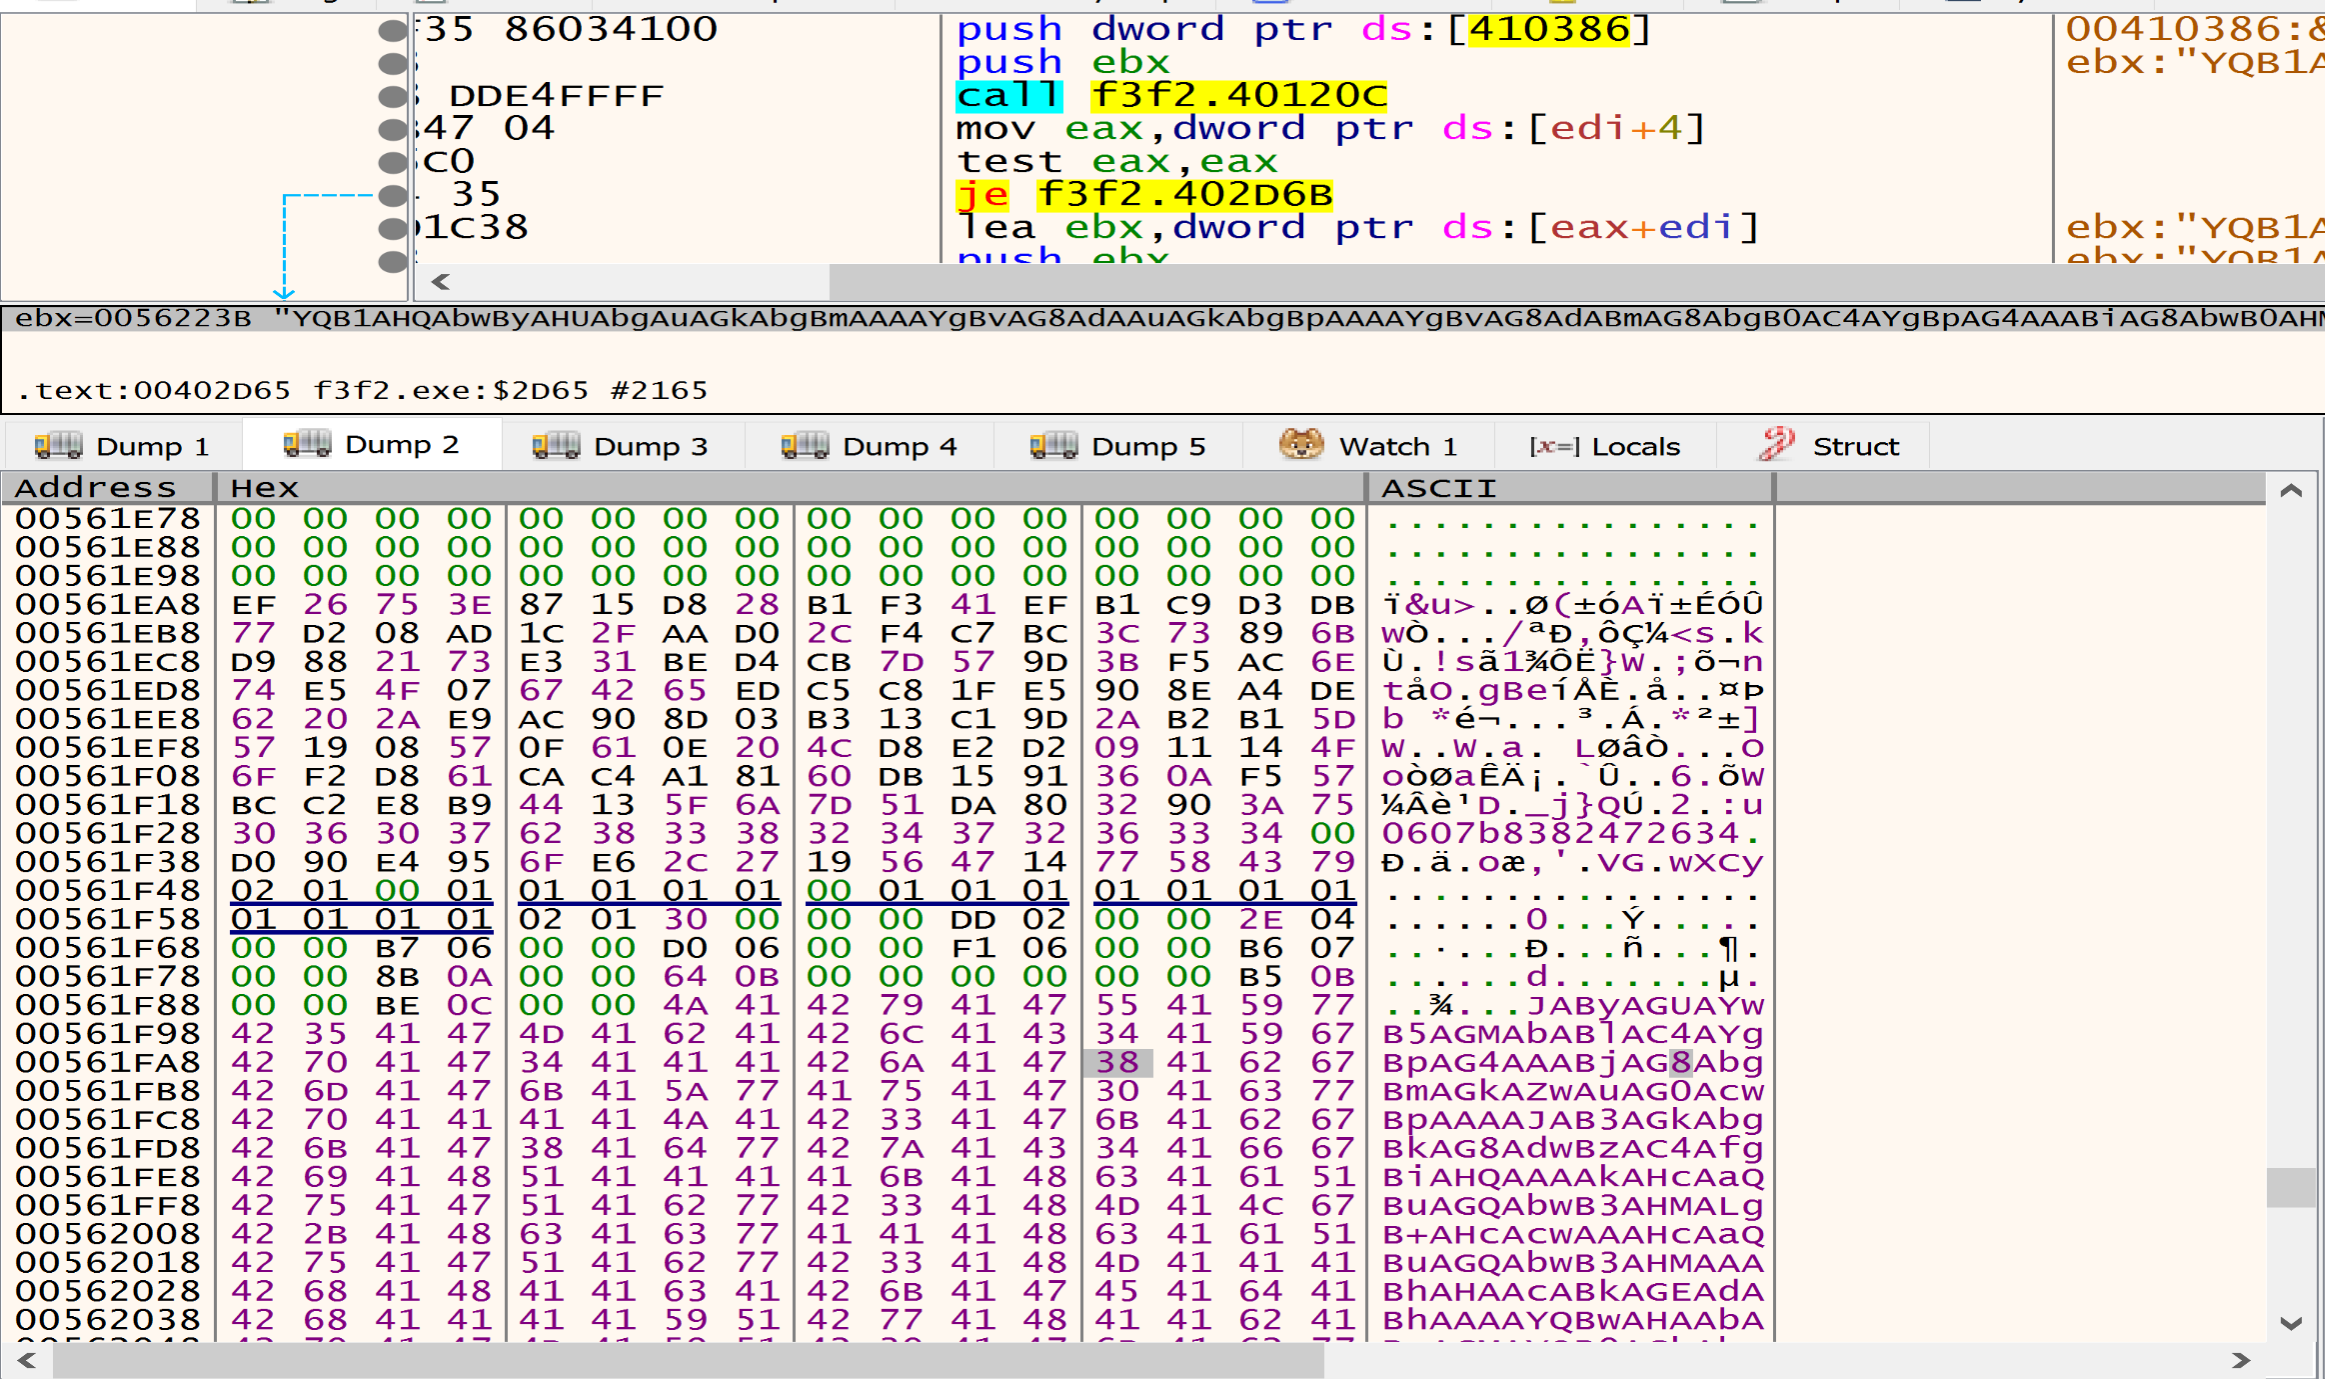 35 86034100 push dword ptr ds:[410386] 00410386:&
push ebx ebx:"YQB1A
DDE4FFFF call f3f2.40120C
47 04 mov eax,dword ptr ds:[edi+4]
C0 test eax,eax
35 je f3f2.402D6B
1C38 lea ebx,dword ptr ds:[eax+edi] ebx:"YQB1A
push ebx ebx:"YQB1A
ebx=0056223B "YQB1AHQAbwByAHUAbgAuAGkAbgBmAAAAYgBvAG8AdAAuAGkAbgBpAAAAYgBvAG8AdABmAG8AbgB0AC4AYgBpAG4AAABiAG8AbwB0AHM
.text:00402D65 f3f2.exe:$2D65 #2165
Dump 1 Dump 2 Dump 3 Dump 4 Dump 5 Watch 1 [x=] Locals Struct
Address Hex ASCII
00561E78 00 00 00 00 00 00 00 00 00 00 00 00 00 00 00 00 ................
00561E88 00 00 00 00 00 00 00 00 00 00 00 00 00 00 00 00 ................
00561E98 00 00 00 00 00 00 00 00 00 00 00 00 00 00 00 00 ................
00561EA8 EF 26 75 3E 87 15 D8 28 B1 F3 41 EF B1 C9 D3 DB ï&u>..Ø(±óAï±ÉÓÛ
00561EB8 77 D2 08 AD 1C 2F AA D0 2C F4 C7 BC 3C 73 89 6B wÒ.../ªÐ,ôÇ¼<s.k
00561EC8 D9 88 21 73 E3 31 BE D4 CB 7D 57 9D 3B F5 AC 6E Ù.!sã1¾ÔË}W.;õ¬n
00561ED8 74 E5 4F 07 67 42 65 ED C5 C8 1F E5 90 8E A4 DE tåO.gBeíÅÈ.å..¤Þ
00561EE8 62 20 2A E9 AC 90 8D 03 B3 13 C1 9D 2A B2 B1 5D b *é¬...³.Á.*²±]
00561EF8 57 19 08 57 0F 61 0E 20 4C D8 E2 D2 09 11 14 4F W..W.a. LØâÒ...O
00561F08 6F F2 D8 61 CA C4 A1 81 60 DB 15 91 36 0A F5 57 oòØaÊÄ¡.`Û..6.õW
00561F18 BC C2 E8 B9 44 13 5F 6A 7D 51 DA 80 32 90 3A 75 ¼Âè¹D._j}QÚ.2.:u
00561F28 30 36 30 37 62 38 33 38 32 34 37 32 36 33 34 00 0607b8382472634.
00561F38 D0 90 E4 95 6F E6 2C 27 19 56 47 14 77 58 43 79 Ð.ä.oæ,'.VG.wXCy
00561F48 02 01 00 01 01 01 01 01 00 01 01 01 01 01 01 01 ................
00561F58 01 01 01 01 02 01 30 00 00 00 DD 02 00 00 2E 04 ......0...Ý.....
00561F68 00 00 B7 06 00 00 D0 06 00 00 F1 06 00 00 B6 07 ..·...Ð...ñ...¶.
00561F78 00 00 8B 0A 00 00 64 0B 00 00 00 00 00 00 B5 0B ......d.......µ.
00561F88 00 00 BE 0C 00 00 4A 41 42 79 41 47 55 41 59 77 ..¾...JAByAGUAYw
00561F98 42 35 41 47 4D 41 62 41 42 6C 41 43 34 41 59 67 B5AGMAbABlAC4AYg
00561FA8 42 70 41 47 34 41 41 41 42 6A 41 47 38 41 62 67 BpAG4AAABjAG8Abg
00561FB8 42 6D 41 47 6B 41 5A 77 41 75 41 47 30 41 63 77 BmAGkAZwAuAG0Acw
00561FC8 42 70 41 41 41 41 4A 41 42 33 41 47 6B 41 62 67 BpAAAAJAB3AGkAbg
00561FD8 42 6B 41 47 38 41 64 77 42 7A 41 43 34 41 66 67 BkAG8AdwBzAC4Afg
00561FE8 42 69 41 48 51 41 41 41 41 6B 41 48 63 41 61 51 BiAHQAAAAkAHcAaQ
00561FF8 42 75 41 47 51 41 62 77 42 33 41 48 4D 41 4C 67 BuAGQAbwB3AHMALg
00562008 42 2B 41 48 63 41 63 77 41 41 41 48 63 41 61 51 B+AHcAcwAAAHcAaQ
00562018 42 75 41 47 51 41 62 77 42 33 41 48 4D 41 41 41 BuAGQAbwB3AHMAAA
00562028 42 68 41 48 41 41 63 41 42 6B 41 47 45 41 64 41 BhAHAAcABkAGEAdA
00562038 42 68 41 41 41 41 59 51 42 77 41 48 41 41 62 41 BhAAAAYQBwAHAAbA